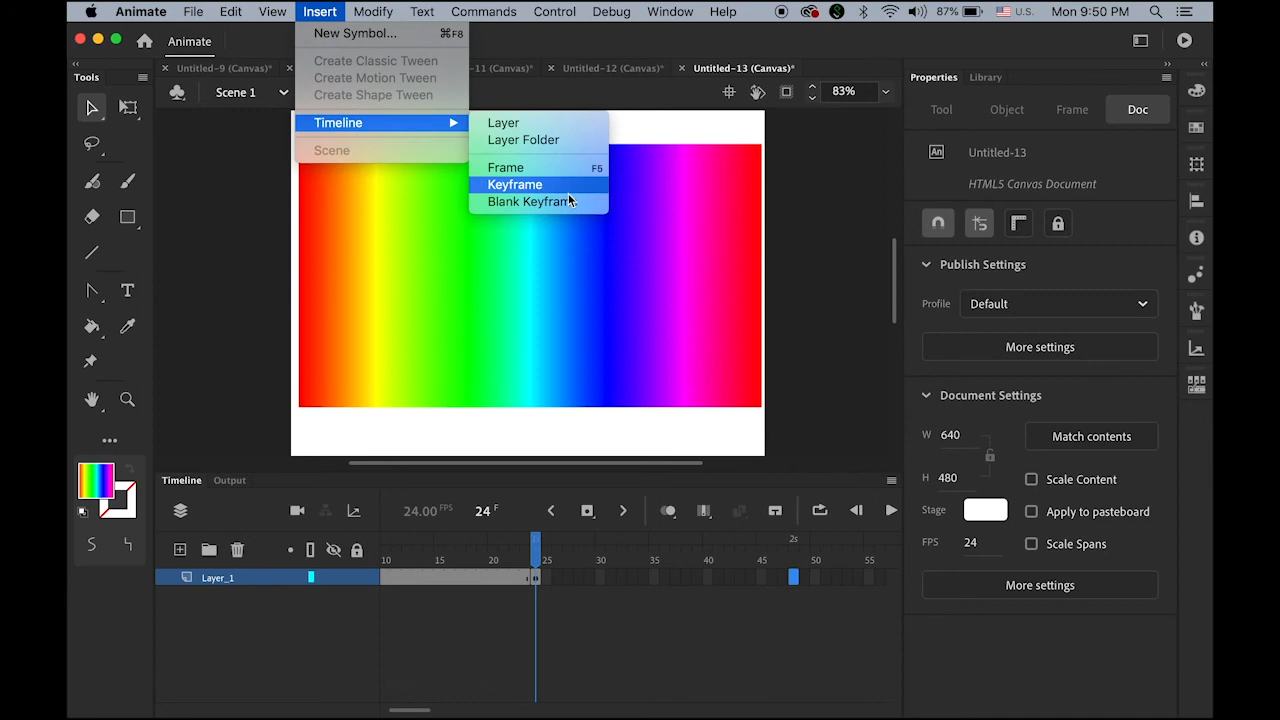 Animate File Edit View Insert Modify Text Commands Control Debug Window Help 87% U.S. Mon 9:50 PM
Animate
New Symbol... ⌘F8
Create Classic Tween
Create Motion Tween
Create Shape Tween
Timeline
Scene
Layer
Layer Folder
Frame F5
Keyframe
Blank Keyframe
Untitled-9 (Canvas)* -11 (Canvas)* Untitled-12 (Canvas)* Untitled-13 (Canvas)*
Tools
Scene 1 83%
Properties Library
Tool Object Frame Doc
An Untitled-13
HTML5 Canvas Document
Publish Settings
Profile Default
More settings
Document Settings
W 640 Match contents
H 480 Scale Content
Stage Apply to pasteboard
FPS 24 Scale Spans
More settings
Timeline Output
24.00 FPS 24 F
2s
10 15 20 25 30 35 40 45 50 55
Layer_1